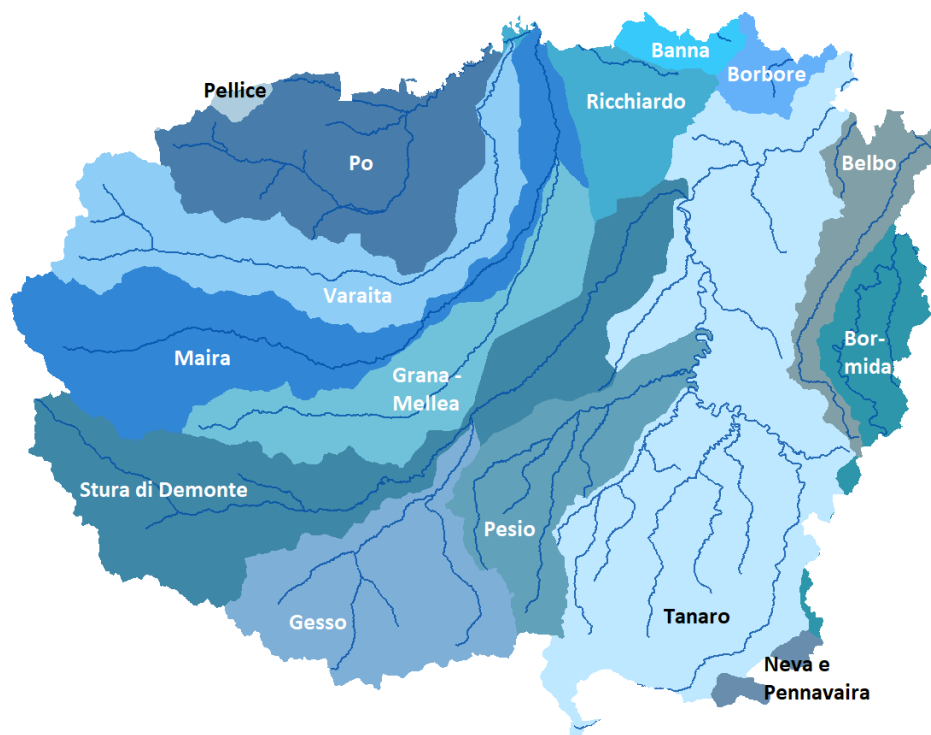 Banna
Borbore
Pellice
Ricchiardo
Po
Belbo
Varaita
Maira
Bor-
mida
Grana -
Mellea
Stura di Demonte
Pesio
Gesso
Tanaro
Neva e
Pennavaira